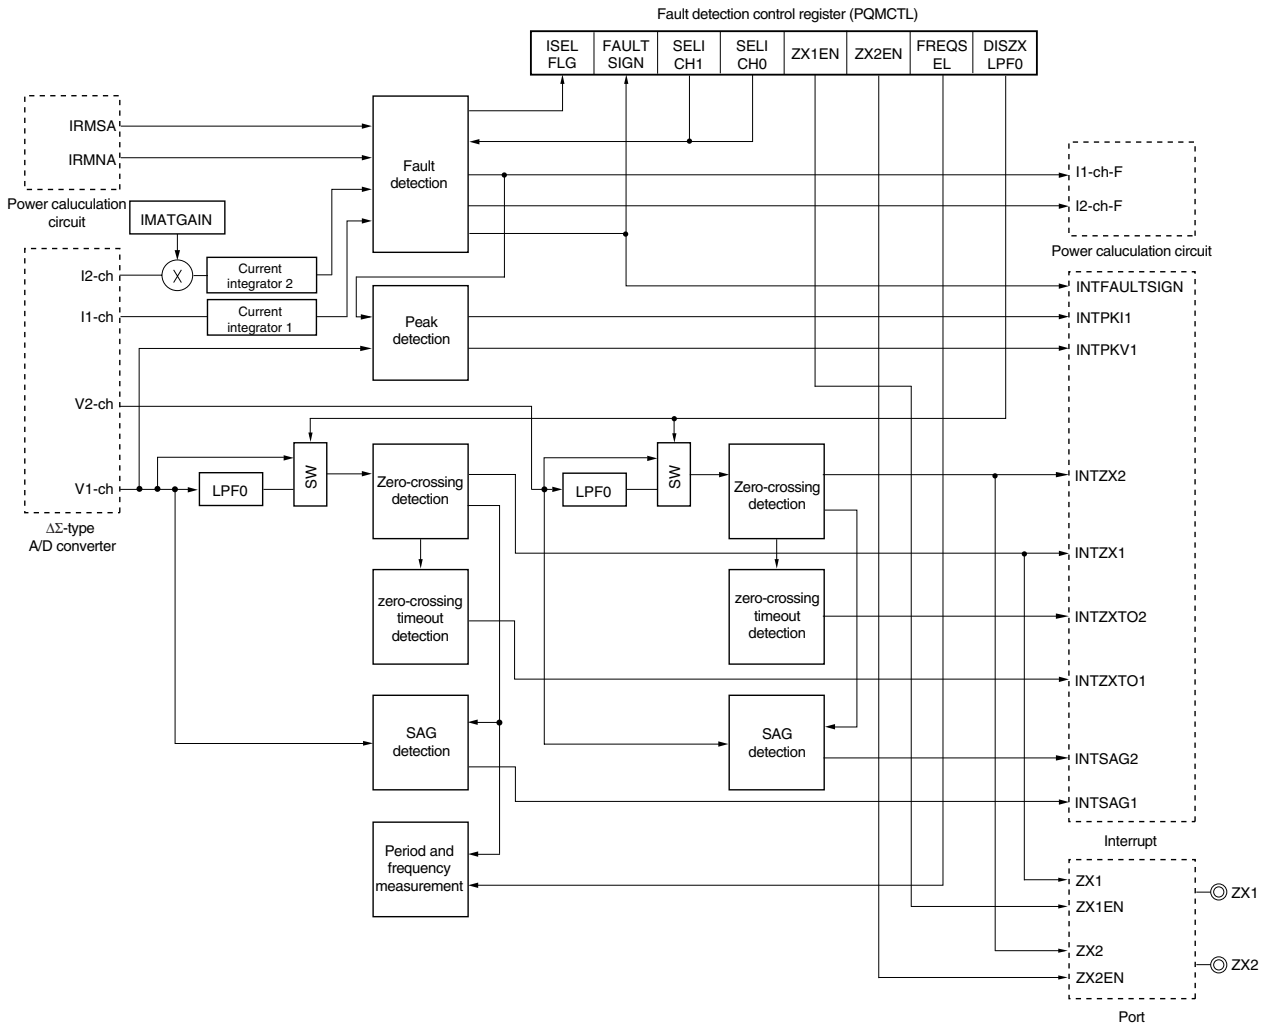 Fault detection control register (PQMCTL)
ISEL
FLG
FAULT
SIGN
SELI
CH1
SELI
CH0
ZX1EN
ZX2EN
FREQS
EL
DISZX
LPF0
IRMSA
IRMNA
Power caluculation
circuit
Fault
detection
I1-ch-F
I2-ch-F
Power caluculation circuit
IMATGAIN
I2-ch
X
Current
integrator 2
I1-ch
Current
integrator 1
Peak
detection
INTFAULTSIGN
INTPKI1
INTPKV1
V2-ch
V1-ch
LPF0
SW
Zero-crossing
detection
LPF0
SW
Zero-crossing
detection
INTZX2
ΔΣ-type
A/D converter
INTZX1
zero-crossing
timeout
detection
zero-crossing
timeout
detection
INTZXTO2
INTZXTO1
SAG
detection
SAG
detection
INTSAG2
INTSAG1
Interrupt
Period and
frequency
measurement
ZX1
ZX1EN
ZX2
ZX2EN
ZX1
ZX2
Port